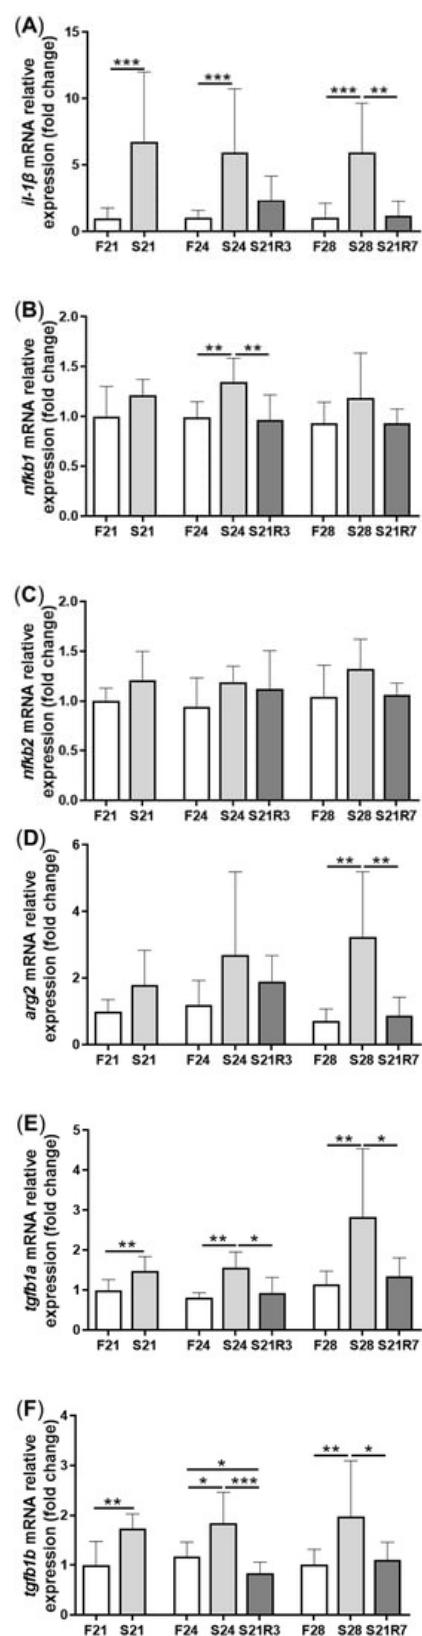 (A)
il-1β mRNA relative
expression (fold change)
15
10
5
0
*** *** *** **
F21 S21 F24 S24 S21R3 F28 S28 S21R7
(B)
nfkb1 mRNA relative
expression (fold change)
2.0
1.5
1.0
0.5
0.0
** **
F21 S21 F24 S24 S21R3 F28 S28 S21R7
(C)
nfkb2 mRNA relative
expression (fold change)
2.0
1.5
1.0
0.5
0.0
F21 S21 F24 S24 S21R3 F28 S28 S21R7
(D)
arg2 mRNA relative
expression (fold change)
6
4
2
0
** **
F21 S21 F24 S24 S21R3 F28 S28 S21R7
(E)
tgfb1a mRNA relative
expression (fold change)
5
4
3
2
1
0
** *
** ** *
F21 S21 F24 S24 S21R3 F28 S28 S21R7
(F)
tgfb1b mRNA relative
expression (fold change)
4
3
2
1
0
*
** * *** ** *
F21 S21 F24 S24 S21R3 F28 S28 S21R7